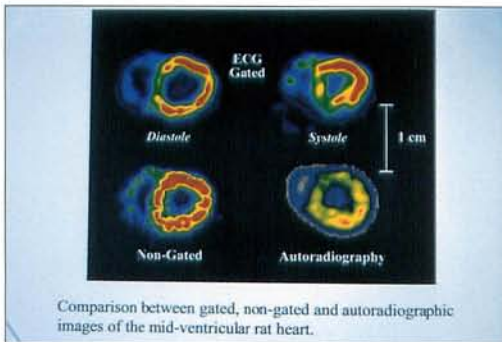 ECG
Gated
Diastole
Systole
1 cm
Non-Gated
Autoradiography
Comparison between gated, non-gated and autoradiographic
images of the mid-ventricular rat heart.